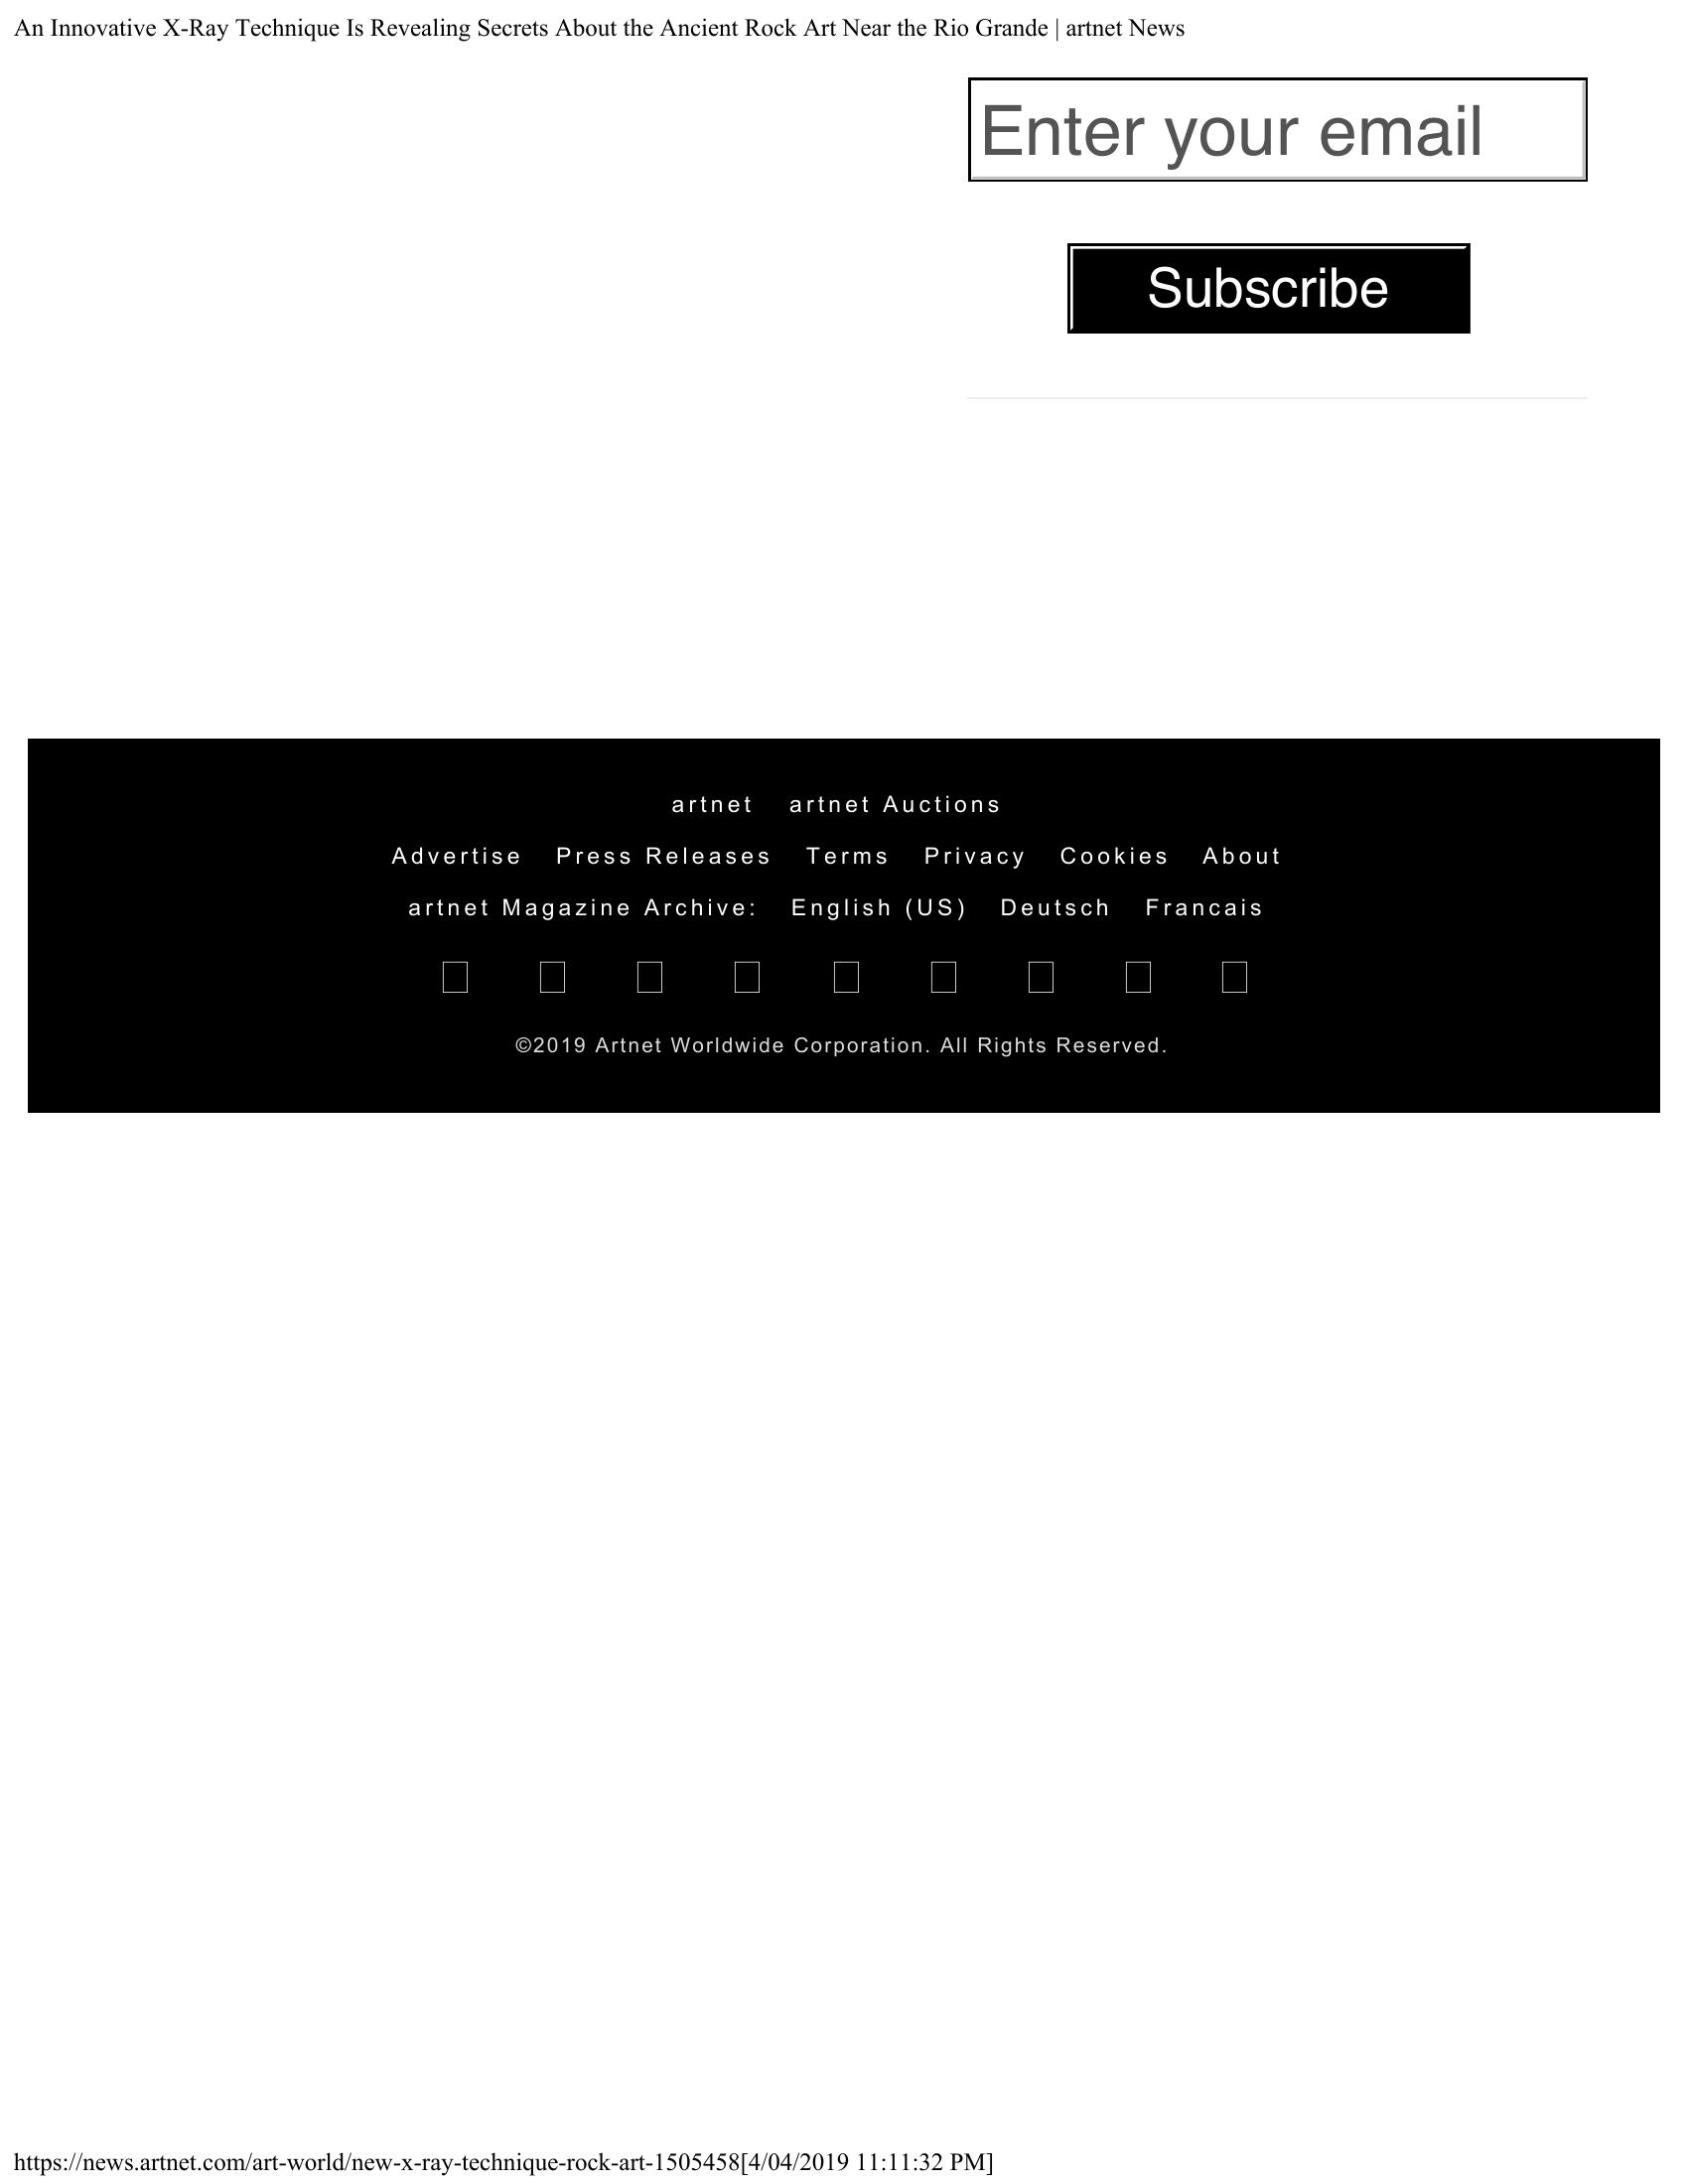 An Innovative X-Ray Technique Is Revealing Secrets About the Ancient Rock Art Near the Rio Grande | artnet News
Enter your email
Subscribe
artnet artnet Auctions
Advertise Press Releases Terms Privacy Cookies About
artnet Magazine Archive: English (US) Deutsch Francais
©2019 Artnet Worldwide Corporation. All Rights Reserved.
https://news.artnet.com/art-world/new-x-ray-technique-rock-art-1505458[4/04/2019 11:11:32 PM]